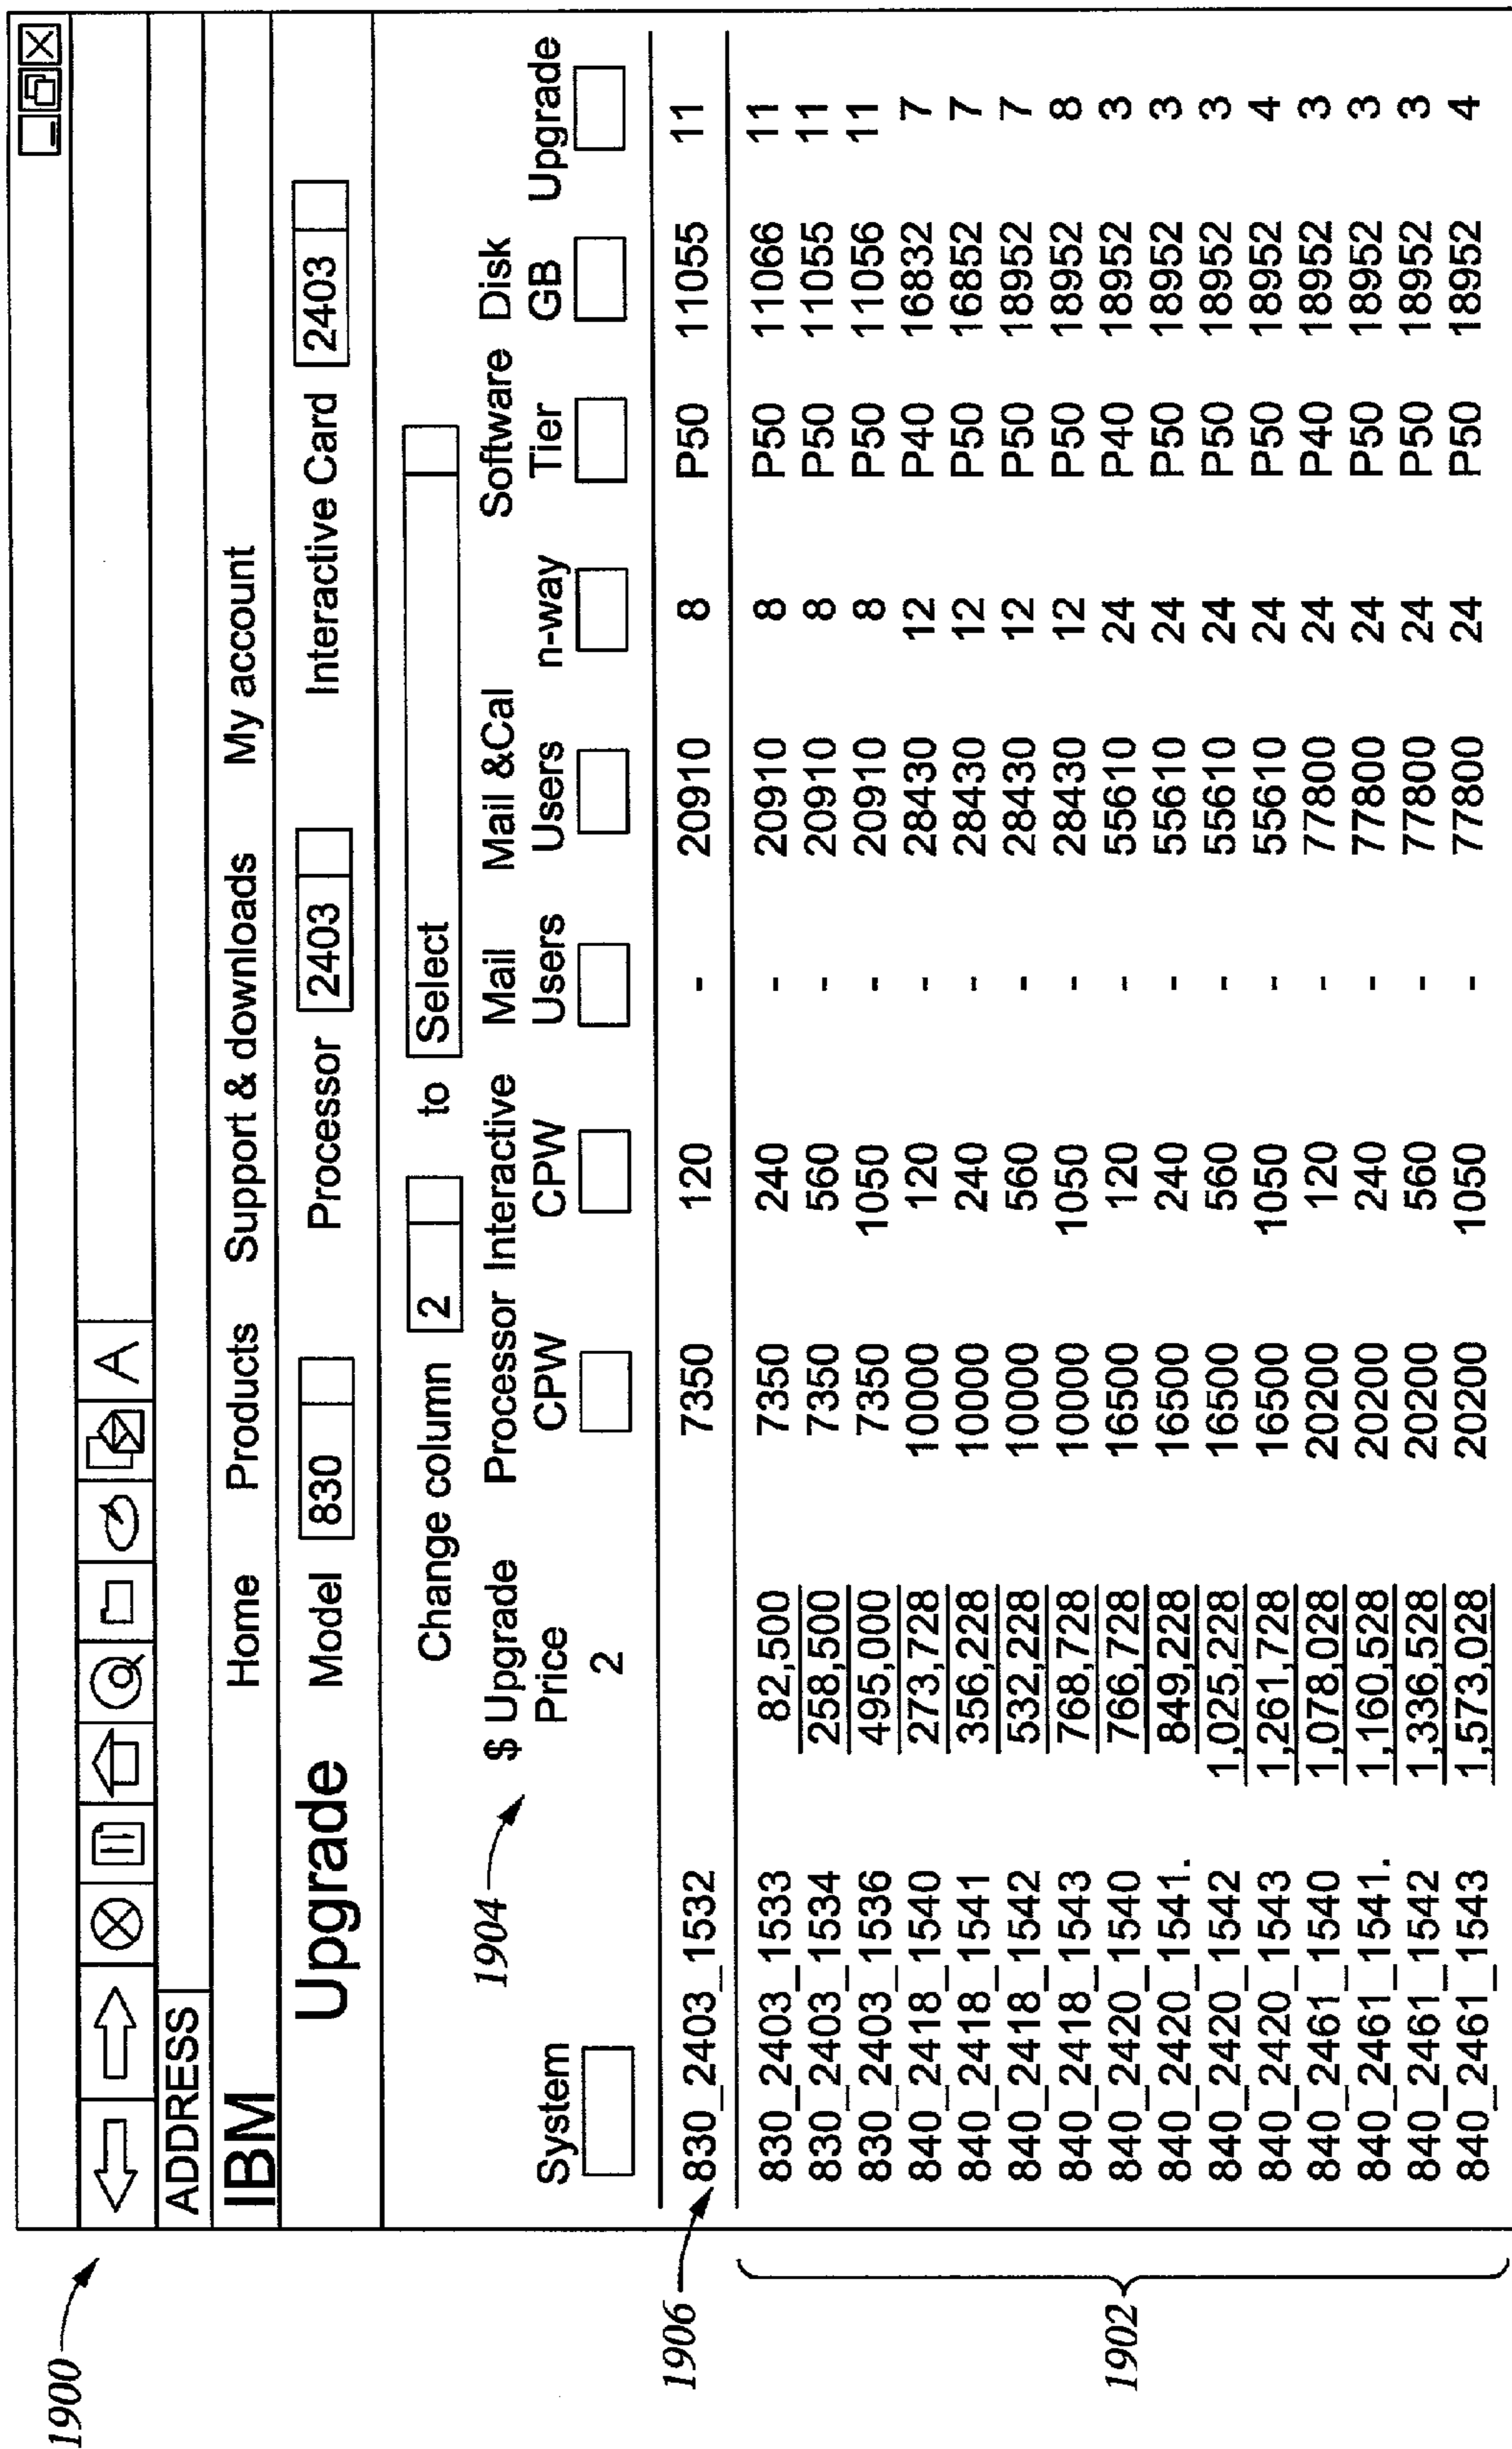 1900
ADDRESS
IBM Home Products Support & downloads My account
Upgrade Model 830 Processor 2403 Interactive Card 2403
Change column 2 to Select
1904
$ Upgrade Processor Interactive Mail Mail &Cal Software Disk
System Price CPW CPW Users Users n-way Tier GB Upgrade
2
1906
830_2403_1532 7350 120 - 20910 8 P50 11055 11
830_2403_1533 82,500 7350 240 - 20910 8 P50 11066 11
830_2403_1534 258,500 7350 560 - 20910 8 P50 11055 11
830_2403_1536 495,000 7350 1050 - 20910 8 P50 11056 11
840_2418_1540 273,728 10000 120 - 28430 12 P40 16832 7
840_2418_1541 356,228 10000 240 - 28430 12 P50 16852 7
840_2418_1542 532,228 10000 560 - 28430 12 P50 18952 7
840_2418_1543 768,728 10000 1050 - 28430 12 P50 18952 8
840_2420_1540 766,728 16500 120 - 55610 24 P40 18952 3
840_2420_1541. 849,228 16500 240 - 55610 24 P50 18952 3
840_2420_1542 1,025,228 16500 560 - 55610 24 P50 18952 3
840_2420_1543 1,261,728 16500 1050 - 55610 24 P50 18952 4
840_2461_1540 1,078,028 20200 120 - 77800 24 P40 18952 3
840_2461_1541. 1,160,528 20200 240 - 77800 24 P50 18952 3
840_2461_1542 1,336,528 20200 560 - 77800 24 P50 18952 3
840_2461_1543 1,573,028 20200 1050 - 77800 24 P50 18952 4
1902